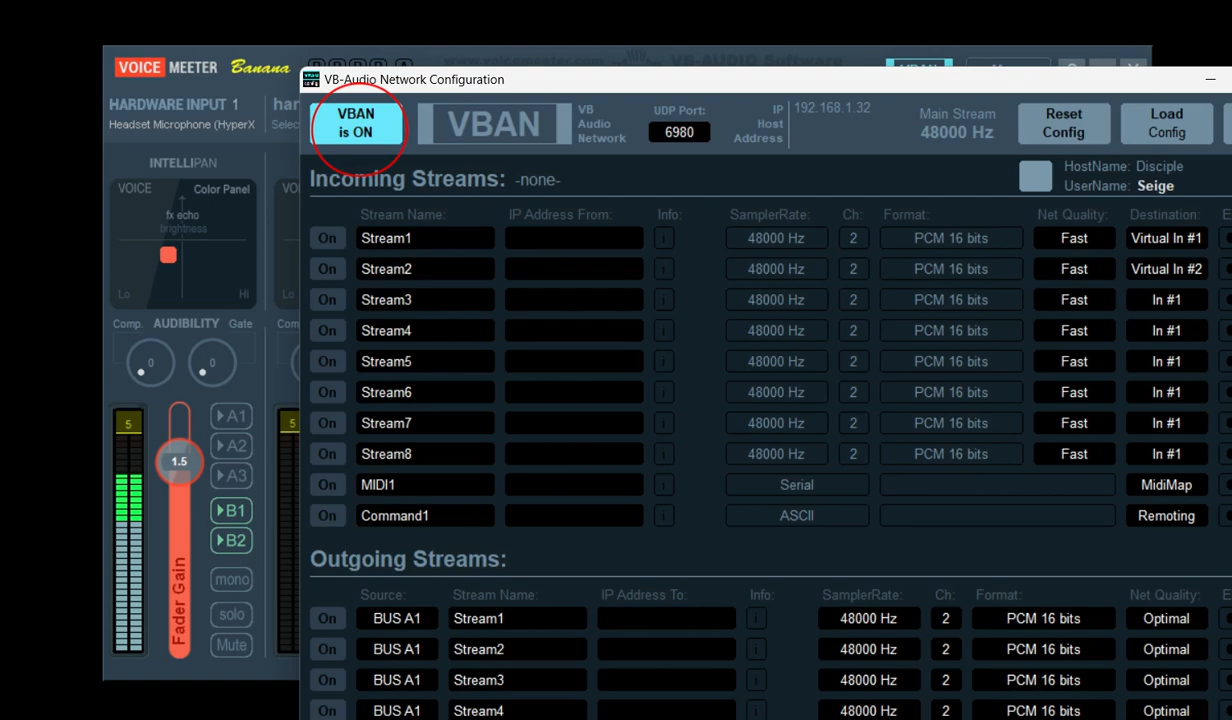 VOICE MEETER Banana
VB-Audio Network Configuration
HARDWARE INPUT 1
Headset Microphone (HyperX
INTELLIPAN
VOICE Color Panel
fx echo
brightness
Lo Hi
Comp. AUDIBILITY Gate
0 0
5
1.5
Fader Gain
A1
A2
A3
B1
B2
mono
solo
Mute
5
VBAN
is ON
VBAN
VB
Audio
Network
UDP Port:
6980
IP
Host
Address
192.168.1.32
Main Stream
48000 Hz
Reset
Config
Load
Config
Incoming Streams: -none-
HostName: Disciple
UserName: Seige
Stream Name: IP Address From: Info: SamplerRate: Ch: Format: Net Quality: Destination:
On Stream1 i 48000 Hz 2 PCM 16 bits Fast Virtual In #1
On Stream2 i 48000 Hz 2 PCM 16 bits Fast Virtual In #2
On Stream3 i 48000 Hz 2 PCM 16 bits Fast In #1
On Stream4 i 48000 Hz 2 PCM 16 bits Fast In #1
On Stream5 i 48000 Hz 2 PCM 16 bits Fast In #1
On Stream6 i 48000 Hz 2 PCM 16 bits Fast In #1
On Stream7 i 48000 Hz 2 PCM 16 bits Fast In #1
On Stream8 i 48000 Hz 2 PCM 16 bits Fast In #1
On MIDI1 i Serial MidiMap
On Command1 i ASCII Remoting
Outgoing Streams:
Source: Stream Name: IP Address To: Info: SamplerRate: Ch: Format: Net Quality:
On BUS A1 Stream1 i 48000 Hz 2 PCM 16 bits Optimal
On BUS A1 Stream2 i 48000 Hz 2 PCM 16 bits Optimal
On BUS A1 Stream3 i 48000 Hz 2 PCM 16 bits Optimal
On BUS A1 Stream4 i 48000 Hz 2 PCM 16 bits Optimal